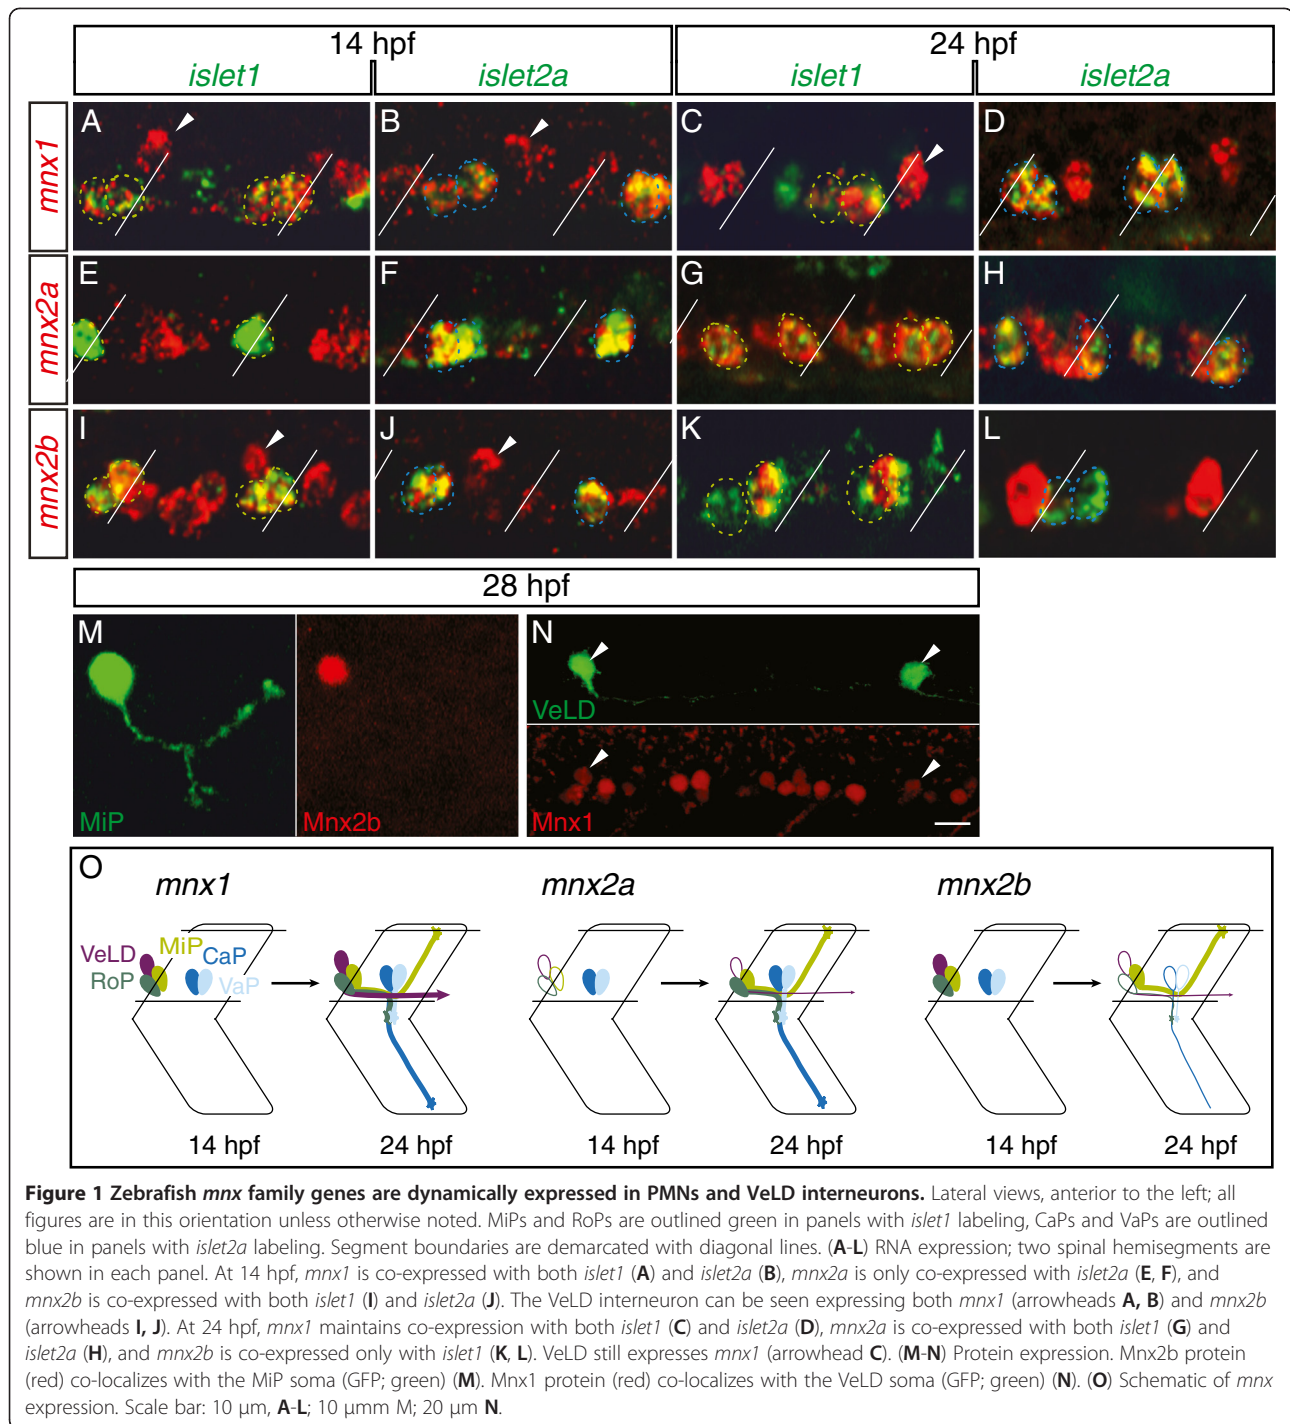 14 hpf
24 hpf
islet1
islet2a
islet1
islet2a
mnx1
A
B
C
D
mnx2a
E
F
G
H
mnx2b
I
J
K
L
28 hpf
M
N
VeLD
MiP
Mnx2b
Mnx1
O
mnx1
mnx2a
mnx2b
VeLD
MiP
CaP
RoP
VaP
14 hpf
24 hpf
14 hpf
24 hpf
14 hpf
24 hpf
Figure 1 Zebrafish mnx family genes are dynamically expressed in PMNs and VeLD interneurons. Lateral views, anterior to the left; all
figures are in this orientation unless otherwise noted. MiPs and RoPs are outlined green in panels with islet1 labeling, CaPs and VaPs are outlined
blue in panels with islet2a labeling. Segment boundaries are demarcated with diagonal lines. (A-L) RNA expression; two spinal hemisegments are
shown in each panel. At 14 hpf, mnx1 is co-expressed with both islet1 (A) and islet2a (B), mnx2a is only co-expressed with islet2a (E, F), and
mnx2b is co-expressed with both islet1 (I) and islet2a (J). The VeLD interneuron can be seen expressing both mnx1 (arrowheads A, B) and mnx2b
(arrowheads I, J). At 24 hpf, mnx1 maintains co-expression with both islet1 (C) and islet2a (D), mnx2a is co-expressed with both islet1 (G) and
islet2a (H), and mnx2b is co-expressed only with islet1 (K, L). VeLD still expresses mnx1 (arrowhead C). (M-N) Protein expression. Mnx2b protein
(red) co-localizes with the MiP soma (GFP; green) (M). Mnx1 protein (red) co-localizes with the VeLD soma (GFP; green) (N). (O) Schematic of mnx
expression. Scale bar: 10 μm, A-L; 10 μmm M; 20 μm N.